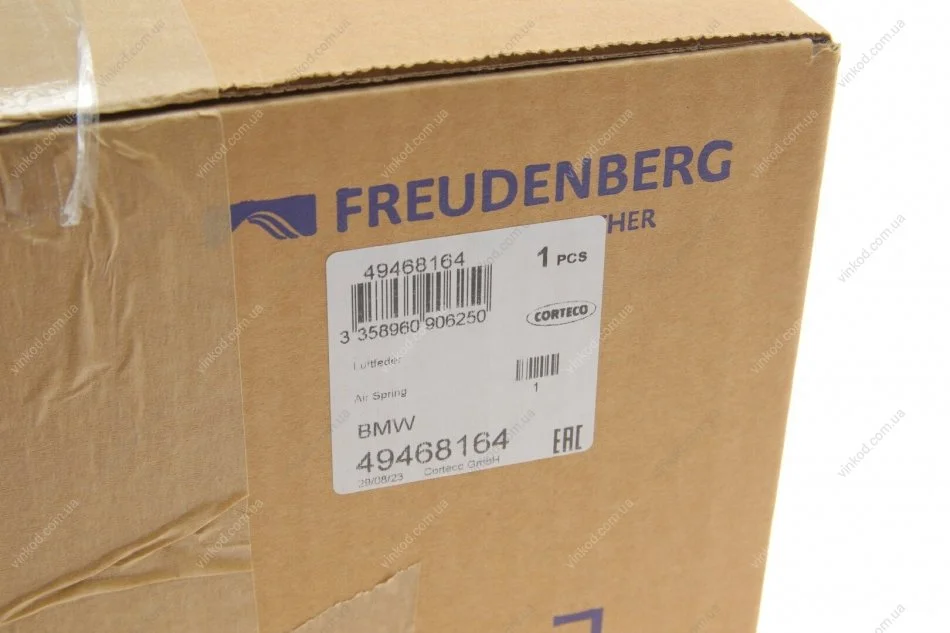 FREUDENBERG
THER
49468164
1 PCS
3 358960 906250
CORTECO
Luftfeder
1
Air Spring
BMW
49468164
EAC
29/08/23 Corteco GmbH
vinkod.com.ua